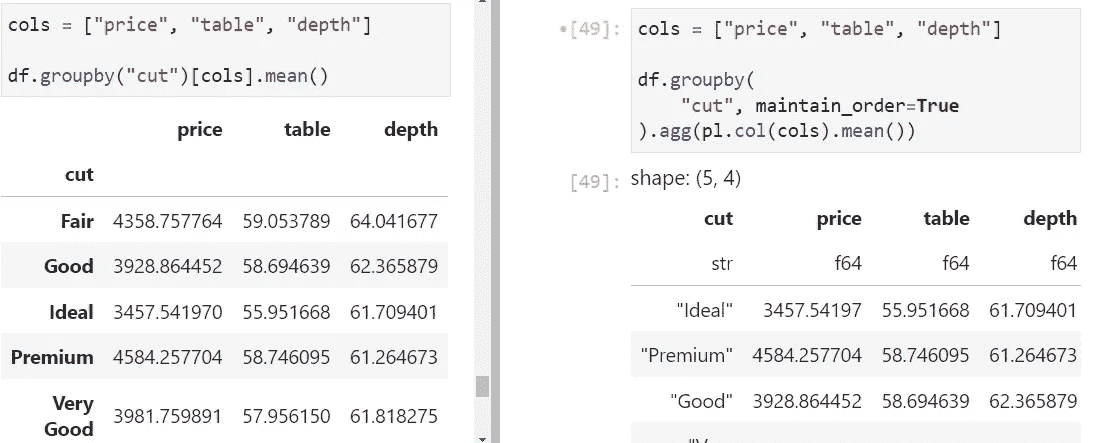 cols = ["price", "table", "depth"]
df.groupby("cut")[cols].mean()
price table depth
cut
Fair 4358.757764 59.053789 64.041677
Good 3928.864452 58.694639 62.365879
Ideal 3457.541970 55.951668 61.709401
Premium 4584.257704 58.746095 61.264673
Very
Good 3981.759891 57.956150 61.818275
[49]: cols = ["price", "table", "depth"]
df.groupby(
"cut", maintain_order=True
).agg(pl.col(cols).mean())
[49]: shape: (5, 4)
cut price table depth
str f64 f64 f64
"Ideal" 3457.54197 55.951668 61.709401
"Premium" 4584.257704 58.746095 61.264673
"Good" 3928.864452 58.694639 62.365879